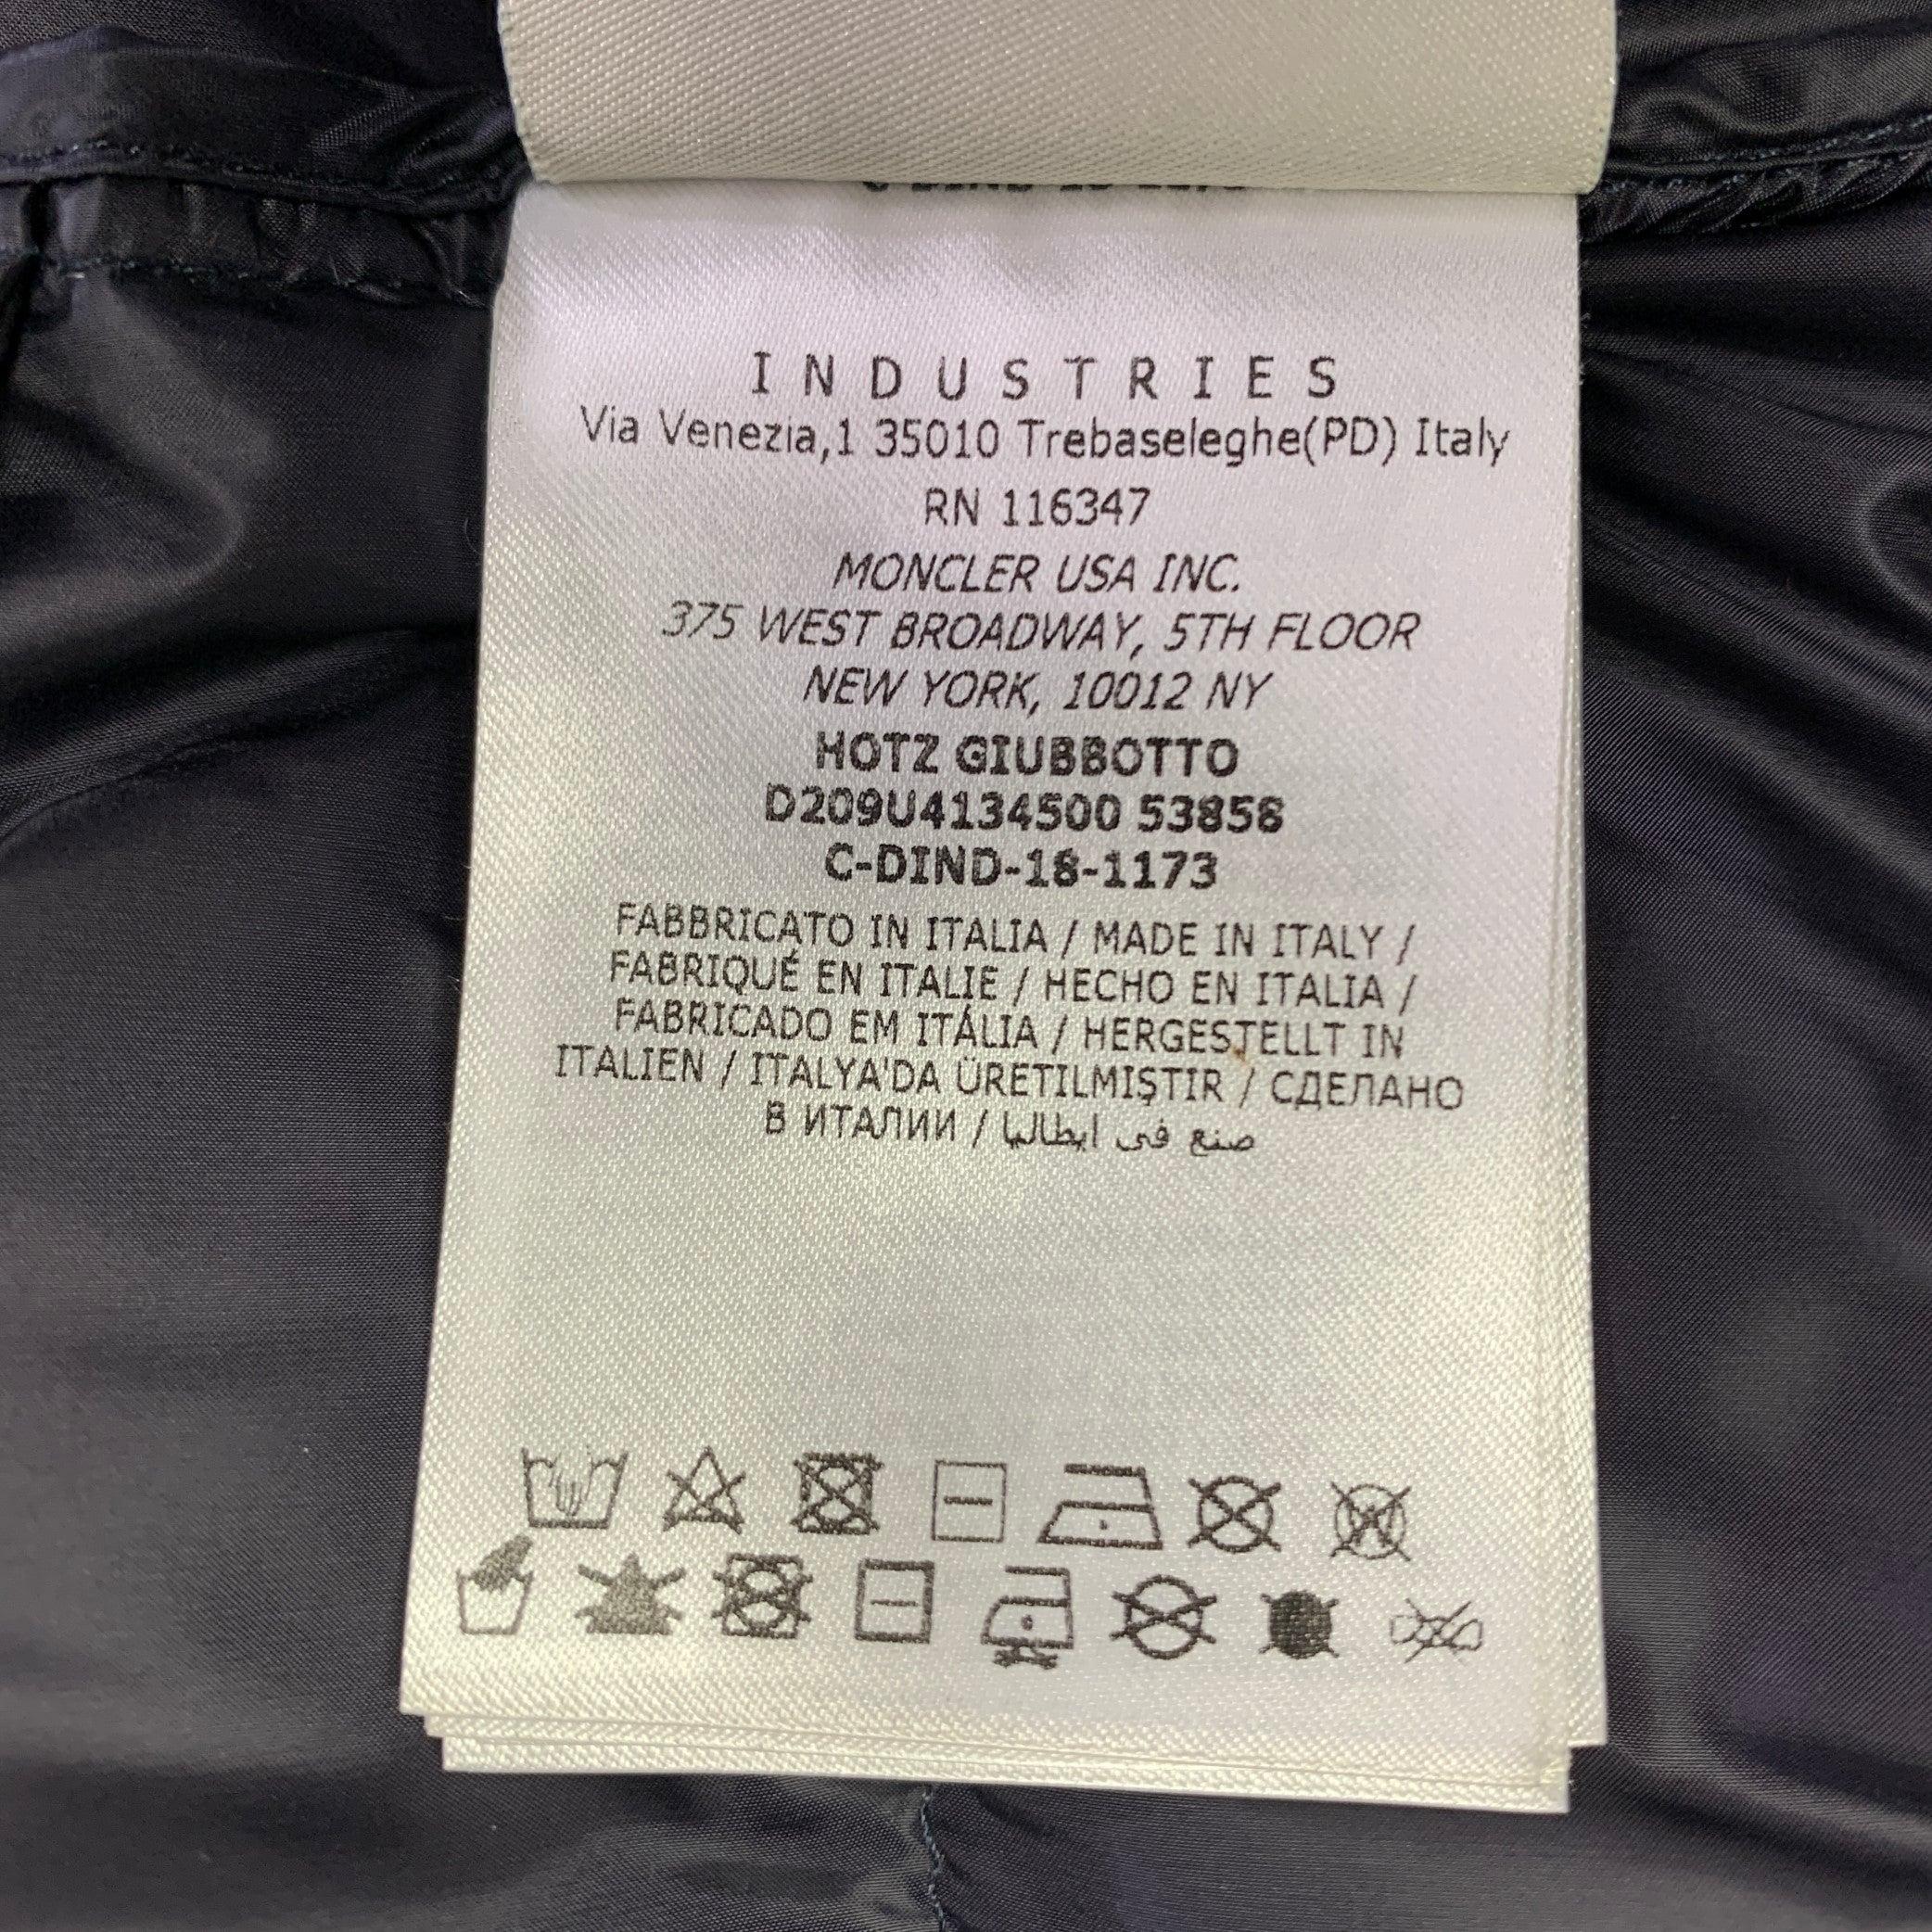 INDUSTRIES
Via Venezia,1 35010 Trebaseleghe(PD) Italy
RN 116347
MONCLER USA INC.
375 WEST BROADWAY, 5TH FLOOR
NEW YORK, 10012 NY
HOTZ GIUBBOTTO
D209U4134500 53856
C-DIND-18-1173
FABBRICATO IN ITALIA / MADE IN ITALY /
FABRIQUÉ EN ITALIE / HECHO EN ITALIA /
FABRICADO EM ITÁLIA / HERGESTELLT IN
ITALIEN / ITALYA'DA ÜRETILMIŞTIR / СДЕЛАНО
В ИТАЛИИ / صنع في ايطاليا